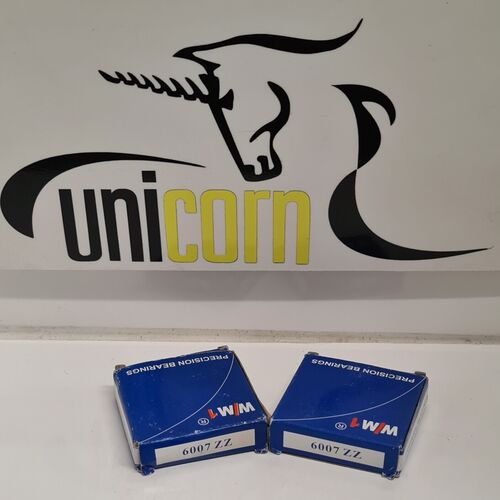 unicorn
PRECISION BEARINGS
WM1 ®
6007 ZZ
PRECISION BEARINGS
WM1 ®
6007 ZZ